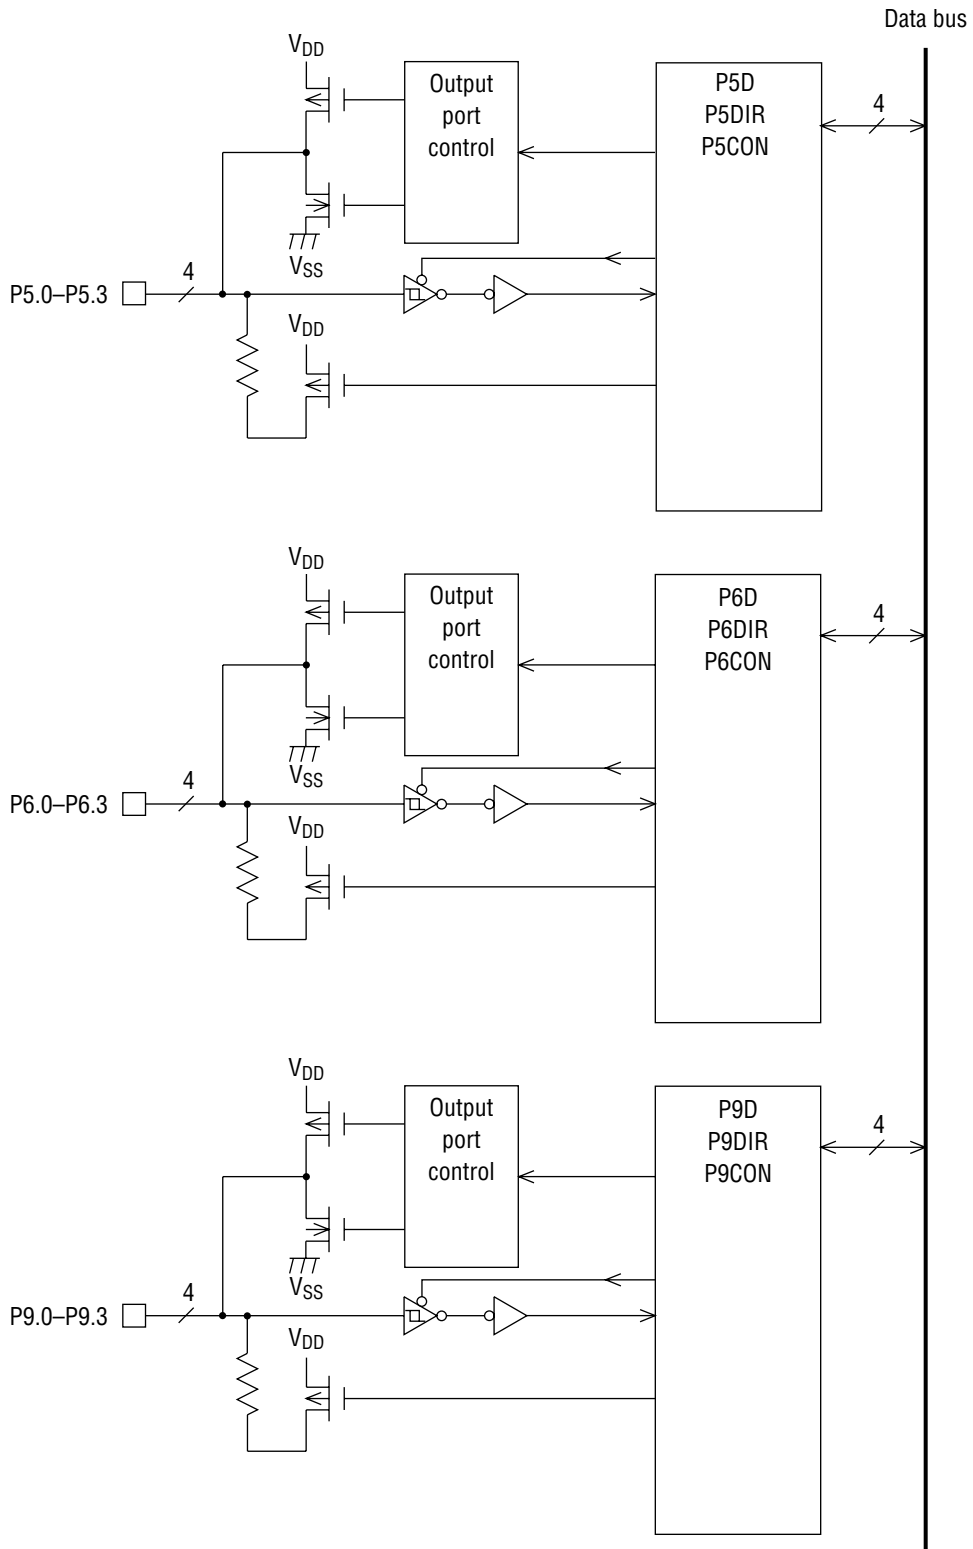 Data bus
VDD
Output
port
control
P5D
P5DIR
P5CON
4
VSS
4
P5.0–P5.3
VDD
VDD
Output
port
control
P6D
P6DIR
P6CON
4
VSS
4
P6.0–P6.3
VDD
VDD
Output
port
control
P9D
P9DIR
P9CON
4
VSS
4
P9.0–P9.3
VDD